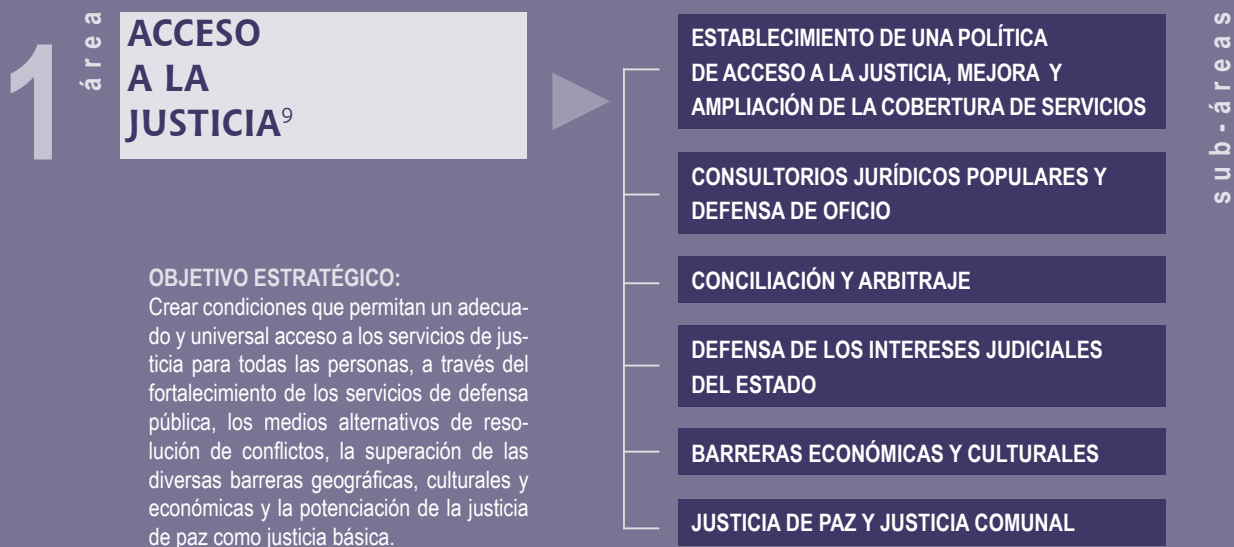 1
área
ACCESO
A LA
JUSTICIA⁹
OBJETIVO ESTRATÉGICO:
Crear condiciones que permitan un adecua-
do y universal acceso a los servicios de jus-
ticia para todas las personas, a través del
fortalecimiento de los servicios de defensa
pública, los medios alternativos de reso-
lución de conflictos, la superación de las
diversas barreras geográficas, culturales y
económicas y la potenciación de la justicia
de paz como justicia básica.
sub-áreas
ESTABLECIMIENTO DE UNA POLÍTICA
DE ACCESO A LA JUSTICIA, MEJORA Y
AMPLIACIÓN DE LA COBERTURA DE SERVICIOS
CONSULTORIOS JURÍDICOS POPULARES Y
DEFENSA DE OFICIO
CONCILIACIÓN Y ARBITRAJE
DEFENSA DE LOS INTERESES JUDICIALES
DEL ESTADO
BARRERAS ECONÓMICAS Y CULTURALES
JUSTICIA DE PAZ Y JUSTICIA COMUNAL